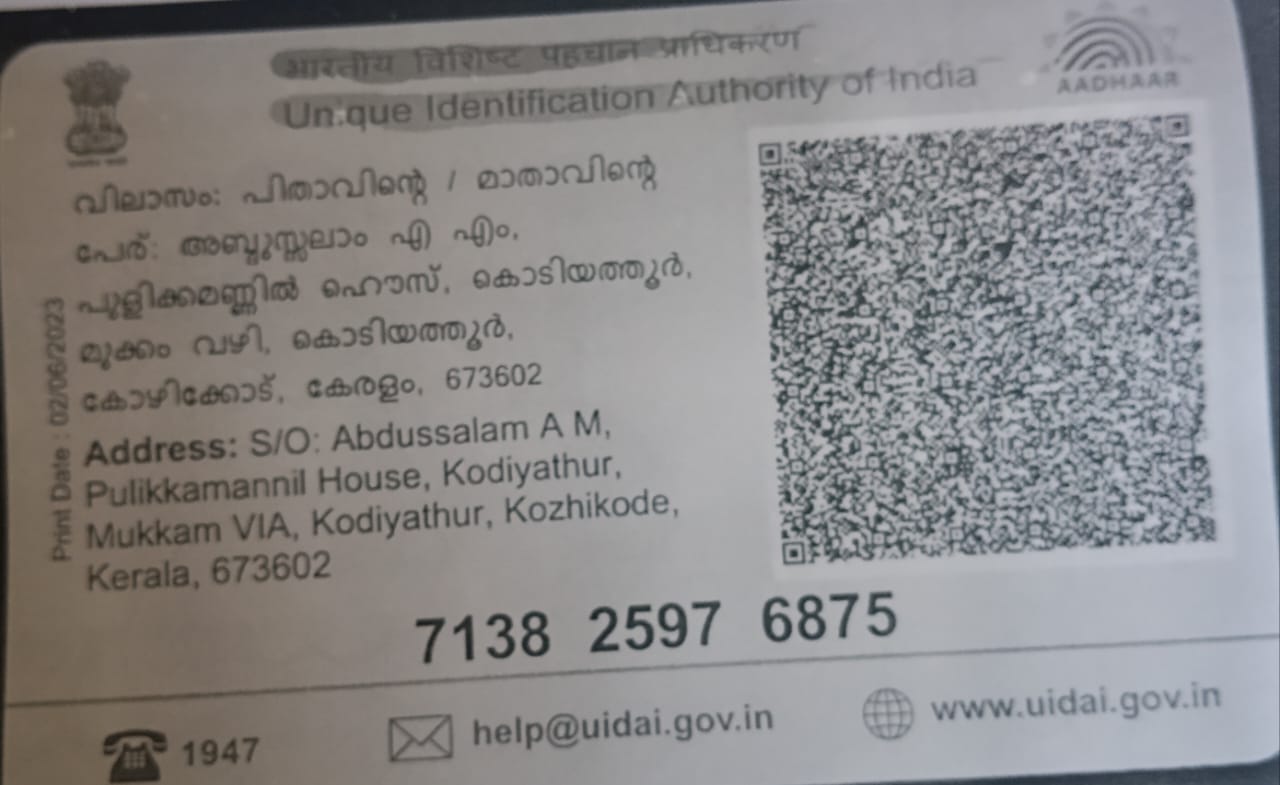 भारतीय विशिष्ट पहचान प्राधिकरण
Unique Identification Authority of India
AADHAAR
വിലാസം: പിതാവിന്റെ / മാതാവിന്റെ
പേര്: അബ്ദുസ്സലാം എ എം,
പുളിക്കമണ്ണിൽ ഹൌസ്, കൊടിയത്തൂർ,
മുക്കം വഴി, കൊടിയത്തൂർ,
കോഴിക്കോട്, കേരളം, 673602
Address: S/O: Abdussalam A M,
Pulikkamannil House, Kodiyathur,
Mukkam VIA, Kodiyathur, Kozhikode,
Kerala, 673602
Print Date : 02/06/2023
7138 2597 6875
1947
help@uidai.gov.in
www.uidai.gov.in